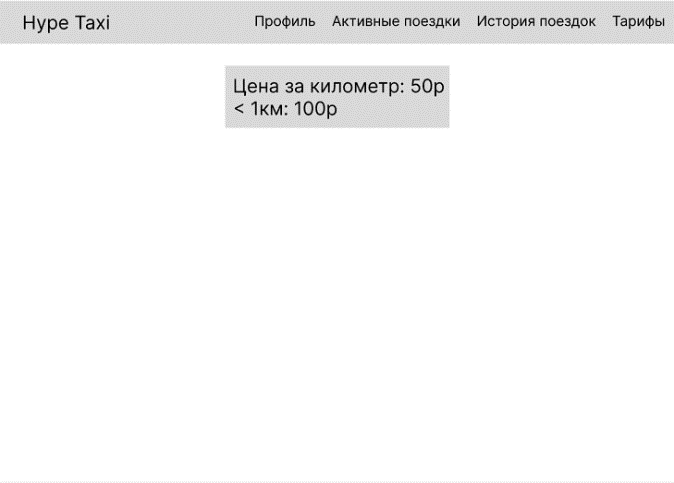 Hype Taxi Профиль Активные поездки История поездок Тарифы
Цена за километр: 50р
< 1км: 100р